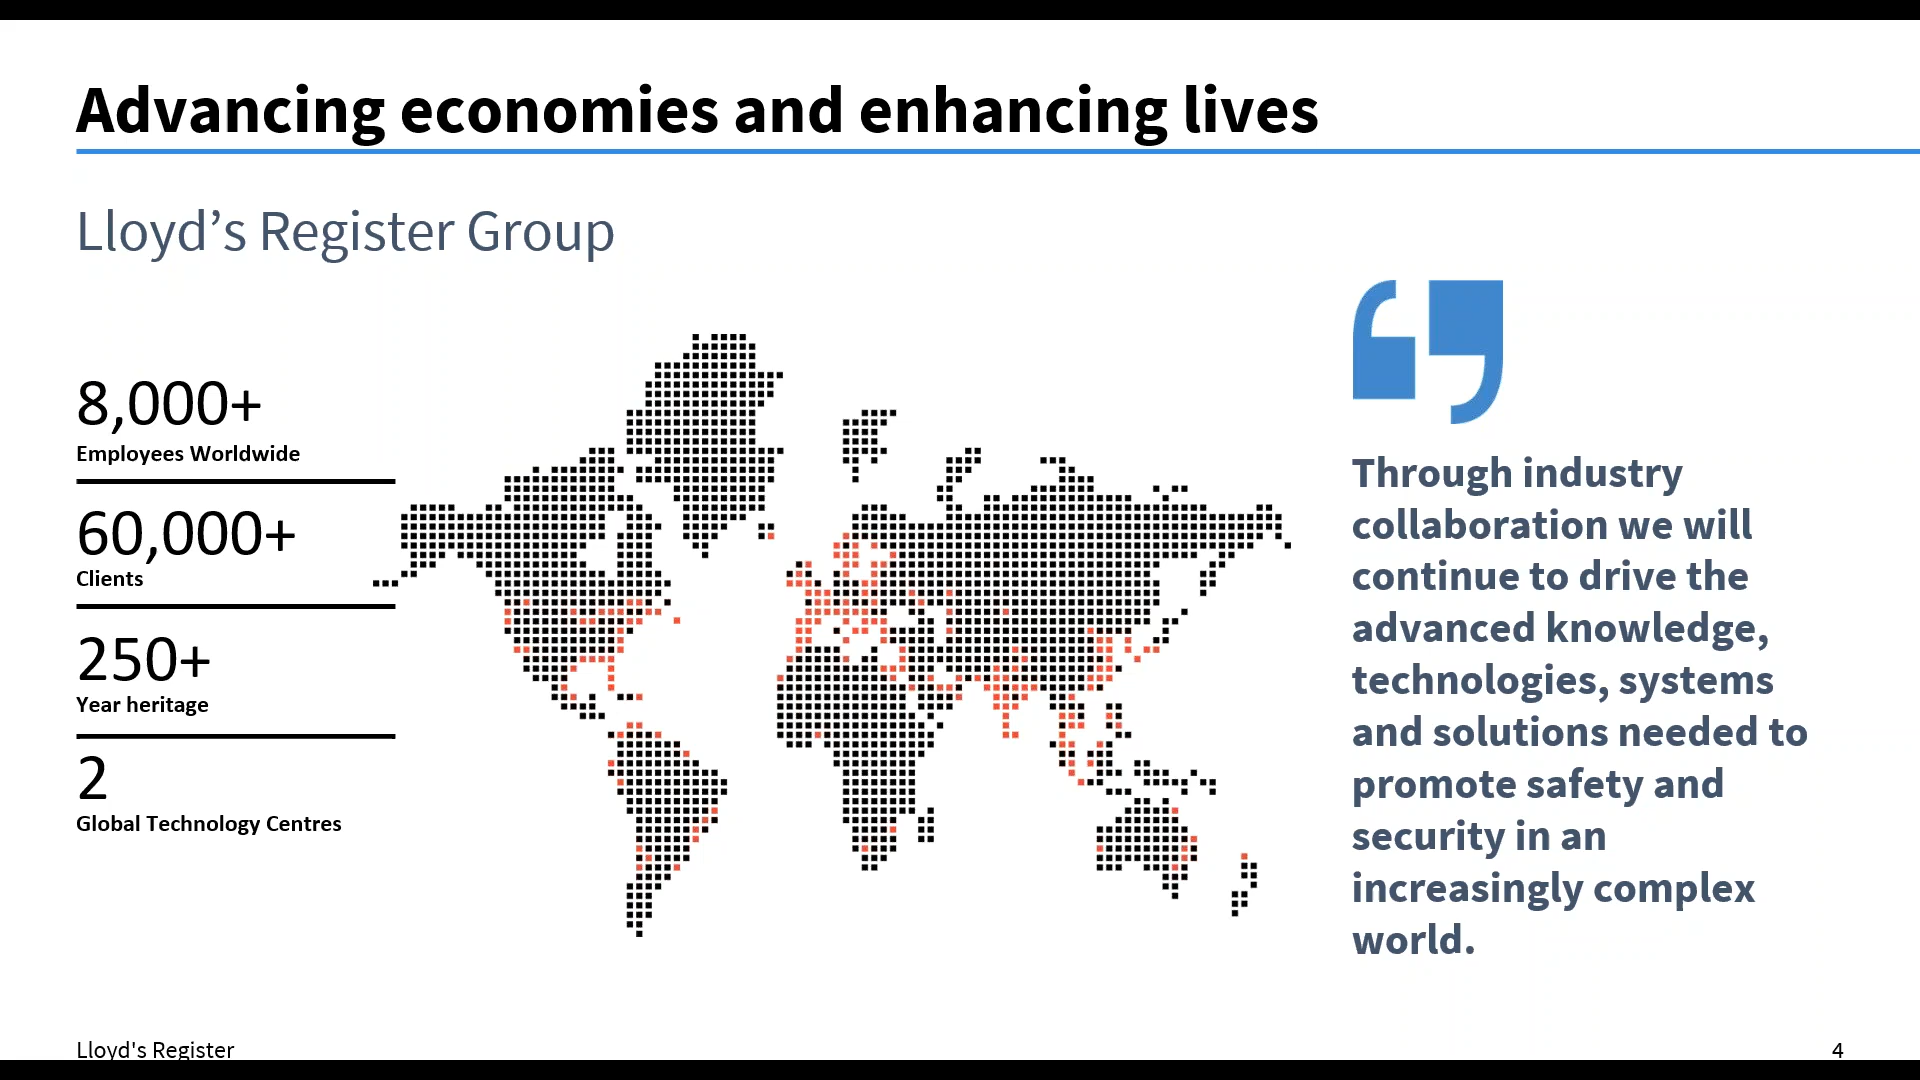 Advancing economies and enhancing lives
Lloyd’s Register Group
8,000+
Employees Worldwide
60,000+
Clients
250+
Year heritage
2
Global Technology Centres
Through industry
collaboration we will
continue to drive the
advanced knowledge,
technologies, systems
and solutions needed to
promote safety and
security in an
increasingly complex
world.
Lloyd's Register
4